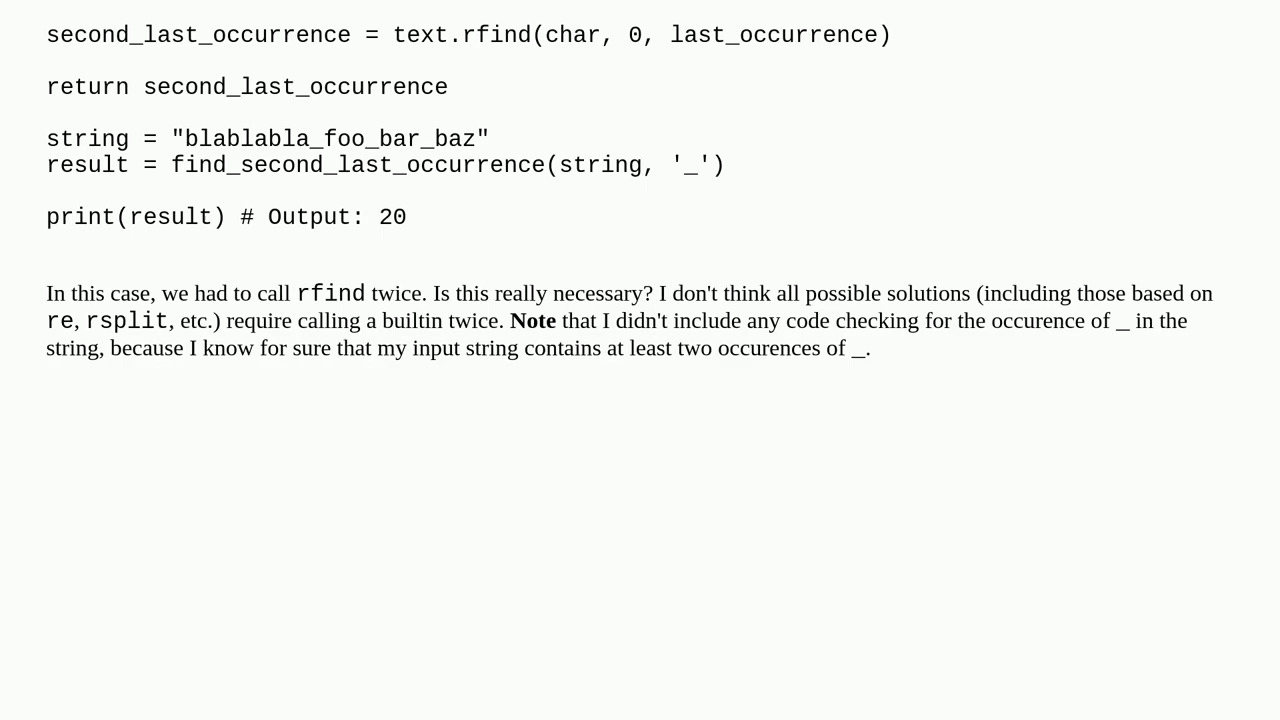 second_last_occurrence = text.rfind(char, 0, last_occurrence)
return second_last_occurrence
string = "blablabla_foo_bar_baz"
result = find_second_last_occurrence(string, '_')
print(result) # Output: 20
In this case, we had to call rfind twice. Is this really necessary? I don't think all possible solutions (including those based on
re, rsplit, etc.) require calling a builtin twice. Note that I didn't include any code checking for the occurence of _ in the
string, because I know for sure that my input string contains at least two occurences of _.